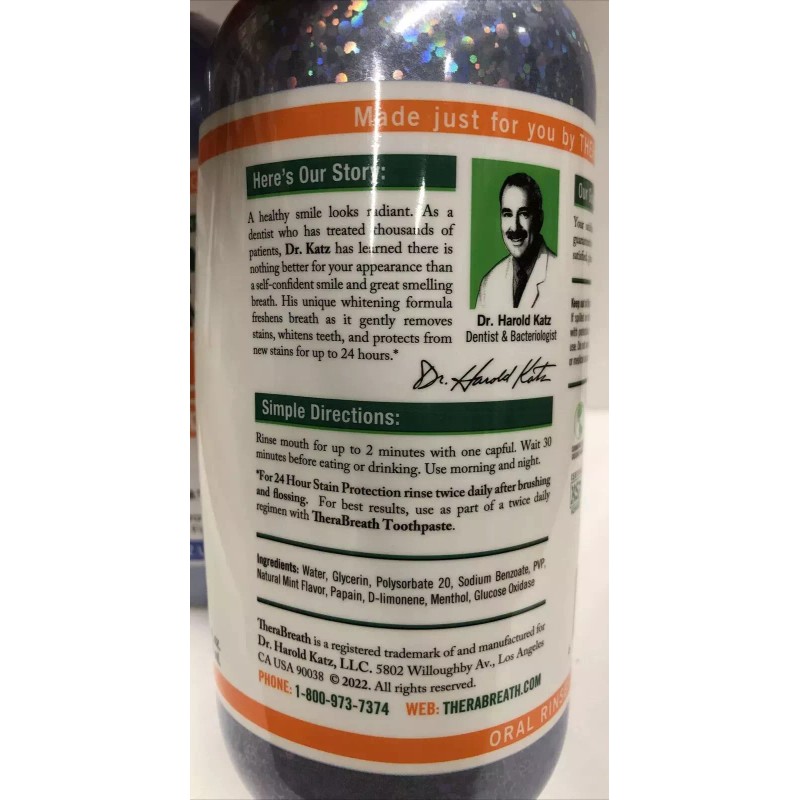 Made just for you by THE
Here's Our Story:
A healthy smile looks radiant. As a
dentist who has treated thousands of
patients, Dr. Katz has learned there is
nothing better for your appearance than
a self-confident smile and great smelling
breath. His unique whitening formula
freshens breath as it gently removes
stains, whitens teeth, and protects from
new stains for up to 24 hours.*
Dr. Harold Katz
Dentist & Bacteriologist
Dr. Harold Katz
Simple Directions:
Rinse mouth for up to 2 minutes with one capful. Wait 30
minutes before eating or drinking. Use morning and night.
*For 24 Hour Stain Protection rinse twice daily after brushing
and flossing. For best results, use as part of a twice daily
regimen with TheraBreath Toothpaste.
Ingredients: Water, Glycerin, Polysorbate 20, Sodium Benzoate, PVP,
Natural Mint Flavor, Papain, D-limonene, Menthol, Glucose Oxidase
TheraBreath is a registered trademark of and manufactured for
Dr. Harold Katz, LLC. 5802 Willoughby Av., Los Angeles
CA USA 90038 © 2022. All rights reserved.
PHONE: 1-800-973-7374 WEB: THERABREATH.COM
ORAL RINS
Our
Your